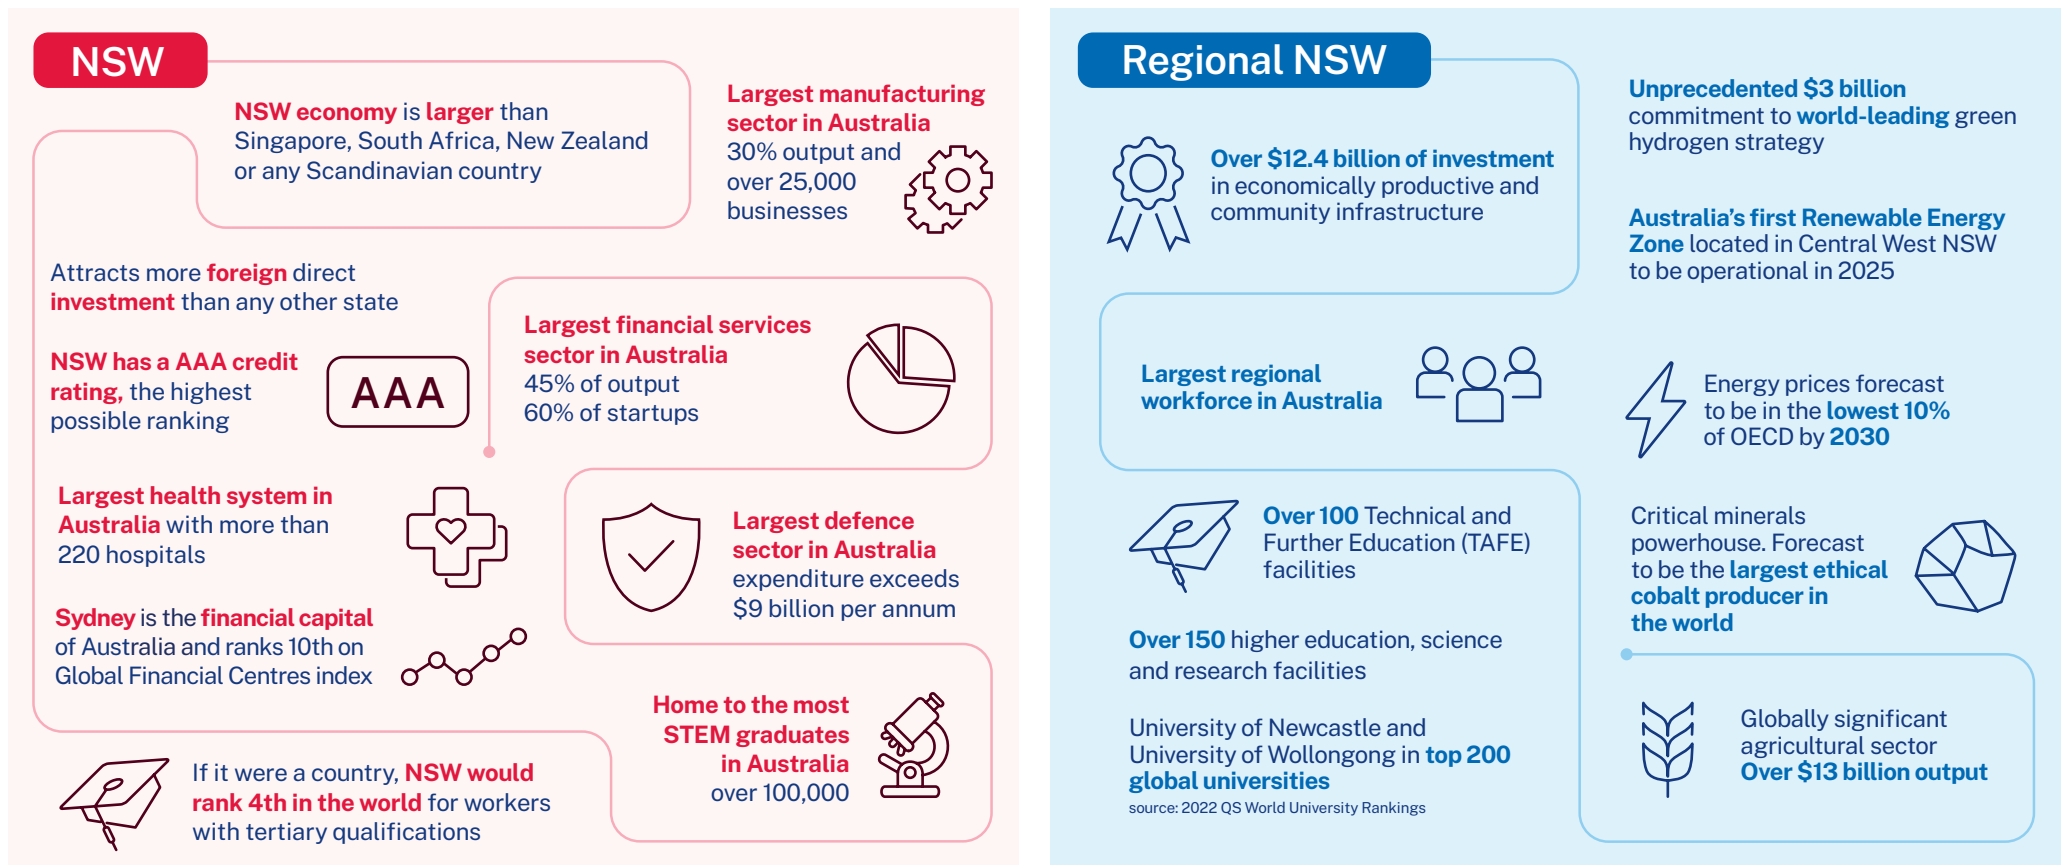 NSW
NSW economy is larger than
Singapore, South Africa, New Zealand
or any Scandinavian country
Largest manufacturing
sector in Australia
30% output and
over 25,000
businesses
Attracts more foreign direct
investment than any other state
NSW has a AAA credit
rating, the highest
possible ranking
AAA
Largest financial services
sector in Australia
45% of output
60% of startups
Largest health system in
Australia with more than
220 hospitals
Largest defence
sector in Australia
expenditure exceeds
$9 billion per annum
Sydney is the financial capital
of Australia and ranks 10th on
Global Financial Centres index
Home to the most
STEM graduates
in Australia
over 100,000
If it were a country, NSW would
rank 4th in the world for workers
with tertiary qualifications
Regional NSW
Over $12.4 billion of investment
in economically productive and
community infrastructure
Unprecedented $3 billion
commitment to world-leading green
hydrogen strategy
Australia's first Renewable Energy
Zone located in Central West NSW
to be operational in 2025
Largest regional
workforce in Australia
Energy prices forecast
to be in the lowest 10%
of OECD by 2030
Over 100 Technical and
Further Education (TAFE)
facilities
Critical minerals
powerhouse. Forecast
to be the largest ethical
cobalt producer in
the world
Over 150 higher education, science
and research facilities
University of Newcastle and
University of Wollongong in top 200
global universities
source: 2022 QS World University Rankings
Globally significant
agricultural sector
Over $13 billion output